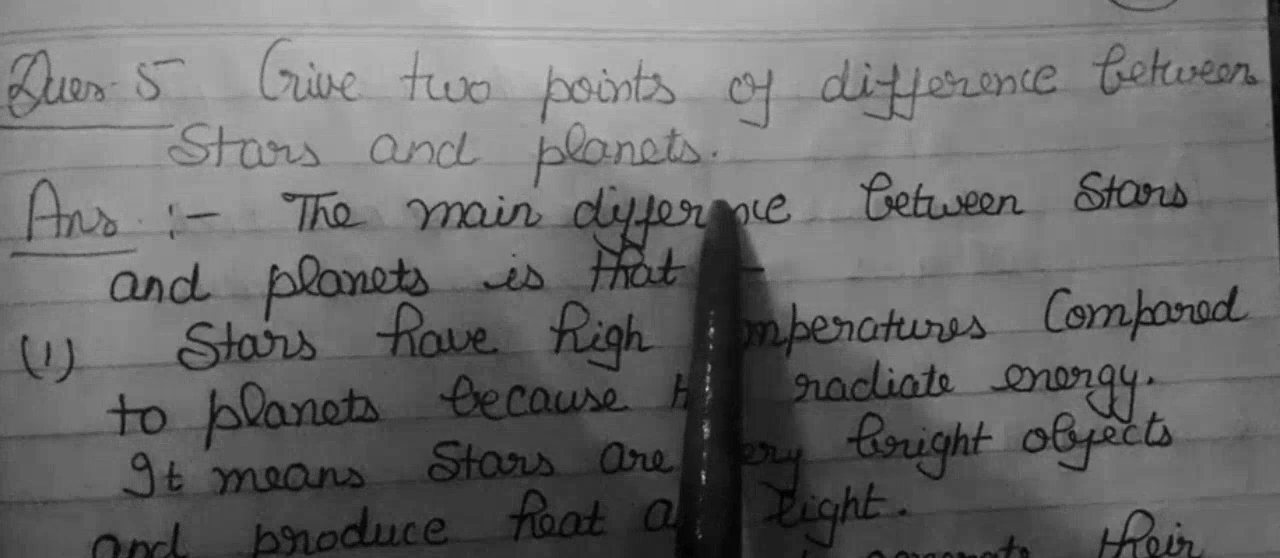 Ques-5 Give two points of difference between
Stars and planets.
Ans :- The main difference between Stars
and planets is that -
(1) Stars have high mperatures Compared
to planets because radiate energy.
It means Stars are ery bright objects
and produce heat a light.
their